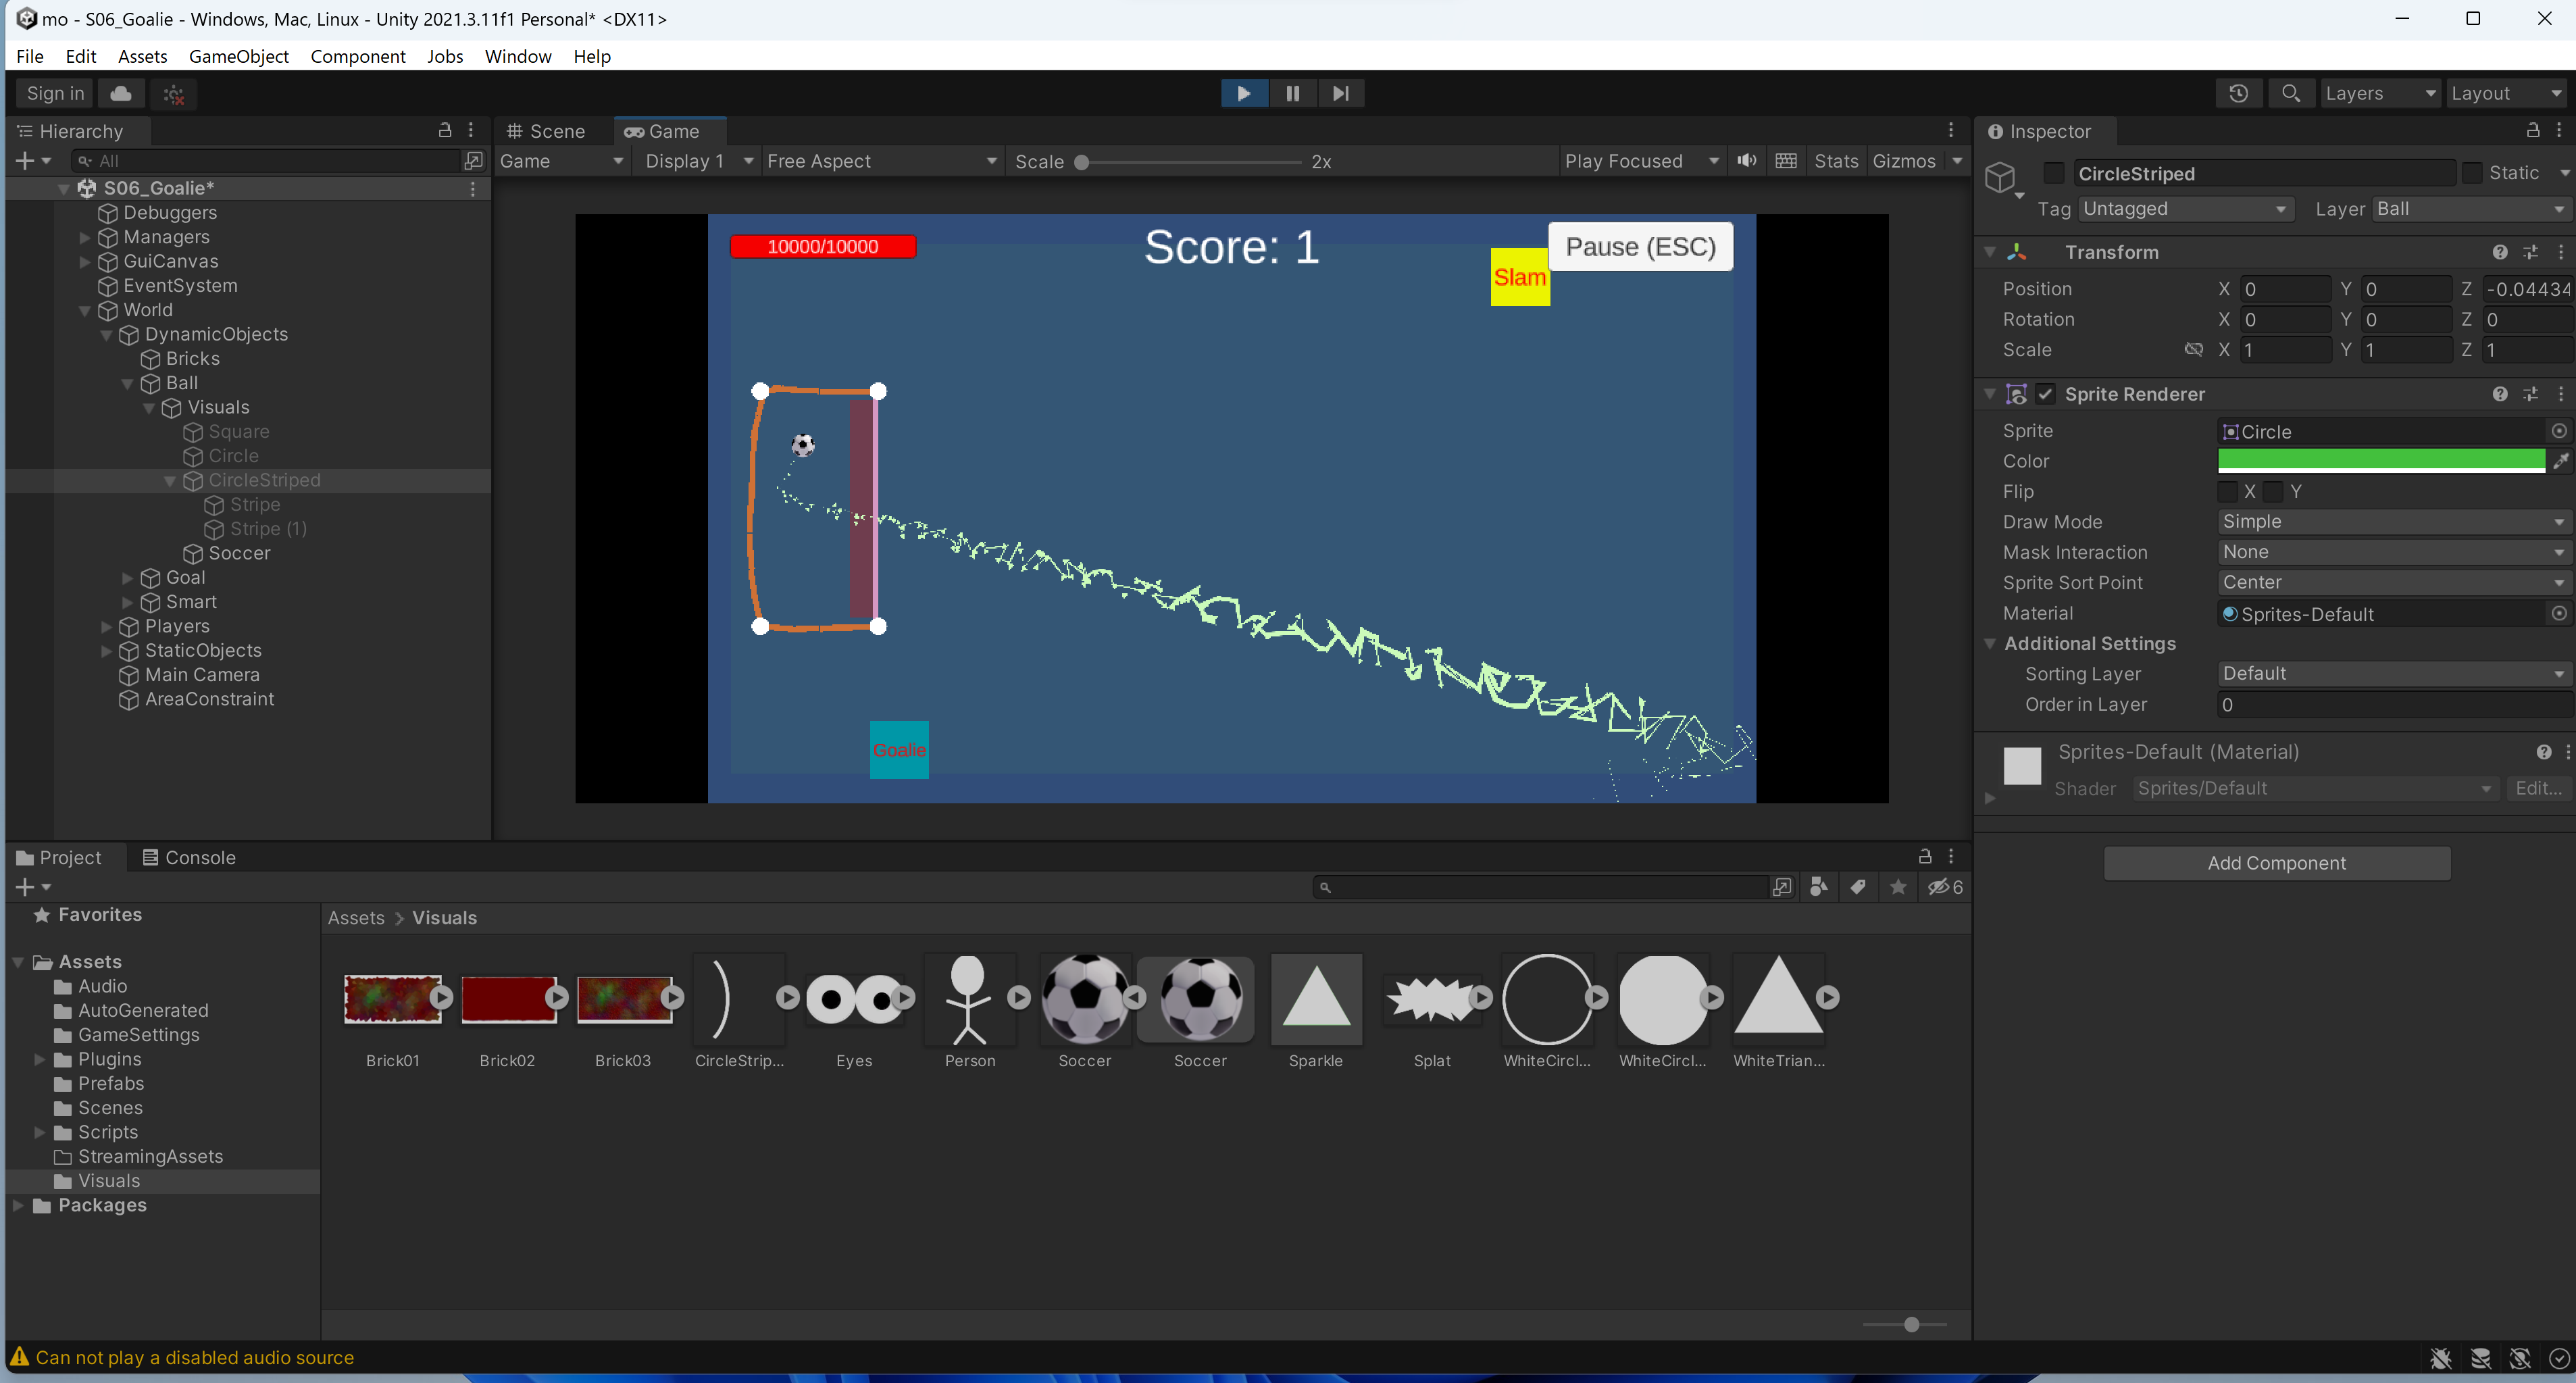 mo - S06_Goalie - Windows, Mac, Linux - Unity 2021.3.11f1 Personal* <DX11>
File Edit Assets GameObject Component Jobs Window Help
Sign in Layers Layout
Hierarchy
All
S06_Goalie*
Debuggers
Managers
GuiCanvas
EventSystem
World
DynamicObjects
Bricks
Ball
Visuals
Square
Circle
CircleStriped
Stripe
Stripe (1)
Soccer
Goal
Smart
Players
StaticObjects
Main Camera
AreaConstraint
Scene Game
Game Display 1 Free Aspect Scale 2x Play Focused Stats Gizmos
10000/10000 Score: 1 Pause (ESC)
Slam
Goalie
Inspector
CircleStriped Static
Tag Untagged Layer Ball
Transform
Position X 0 Y 0 Z -0.04434
Rotation X 0 Y 0 Z 0
Scale X 1 Y 1 Z 1
Sprite Renderer
Sprite Circle
Color
Flip X Y
Draw Mode Simple
Mask Interaction None
Sprite Sort Point Center
Material Sprites-Default
Additional Settings
Sorting Layer Default
Order in Layer 0
Sprites-Default (Material)
Shader Sprites/Default Edit...
Add Component
Project Console
6
Favorites
Assets
Audio
AutoGenerated
GameSettings
Plugins
Prefabs
Scenes
Scripts
StreamingAssets
Visuals
Packages
Assets > Visuals
Brick01 Brick02 Brick03 CircleStrip... Eyes Person Soccer Soccer Sparkle Splat WhiteCircl... WhiteCircl... WhiteTrian...
Can not play a disabled audio source